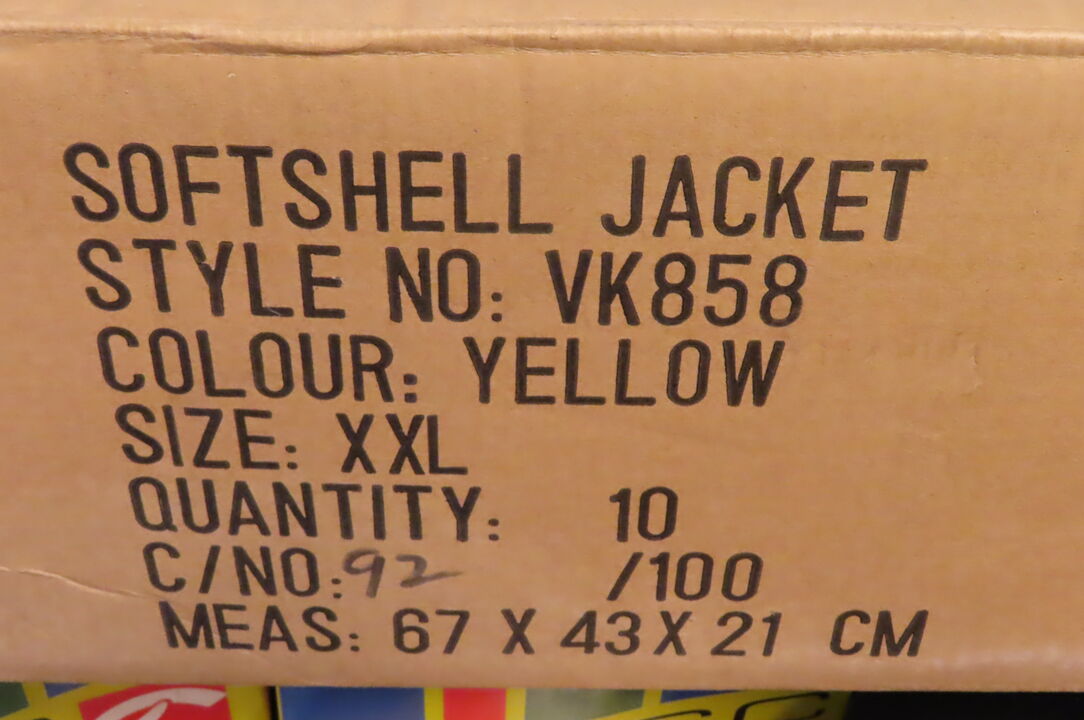 SOFTSHELL JACKET
STYLE NO: VK858
COLOUR: YELLOW
SIZE: XXL
QUANTITY: 10
C/NO.:92 /100
MEAS: 67 X 43 X 21 CM